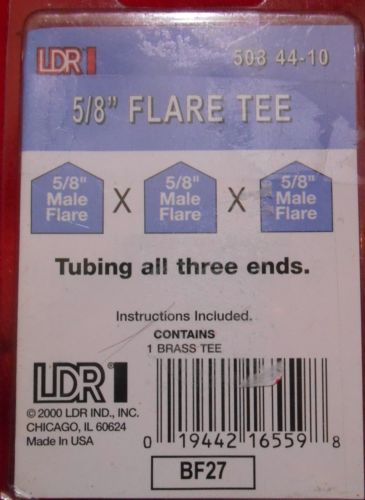 LDR
503 44-10
5/8" FLARE TEE
5/8" Male Flare X 5/8" Male Flare X 5/8" Male Flare
Tubing all three ends.
Instructions Included.
CONTAINS
1 BRASS TEE
LDR
© 2000 LDR IND., INC.
CHICAGO, IL 60624
Made In USA
0 19442 16559 8
BF27